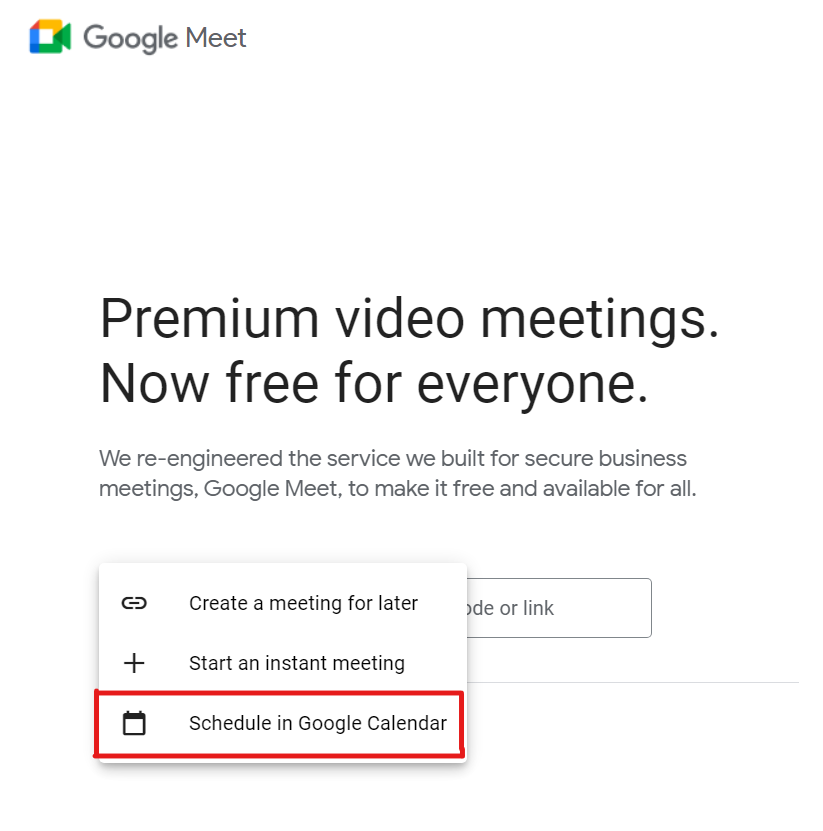 Google Meet
Premium video meetings.
Now free for everyone.
We re-engineered the service we built for secure business
meetings, Google Meet, to make it free and available for all.
Create a meeting for later
or link
Start an instant meeting
Schedule in Google Calendar